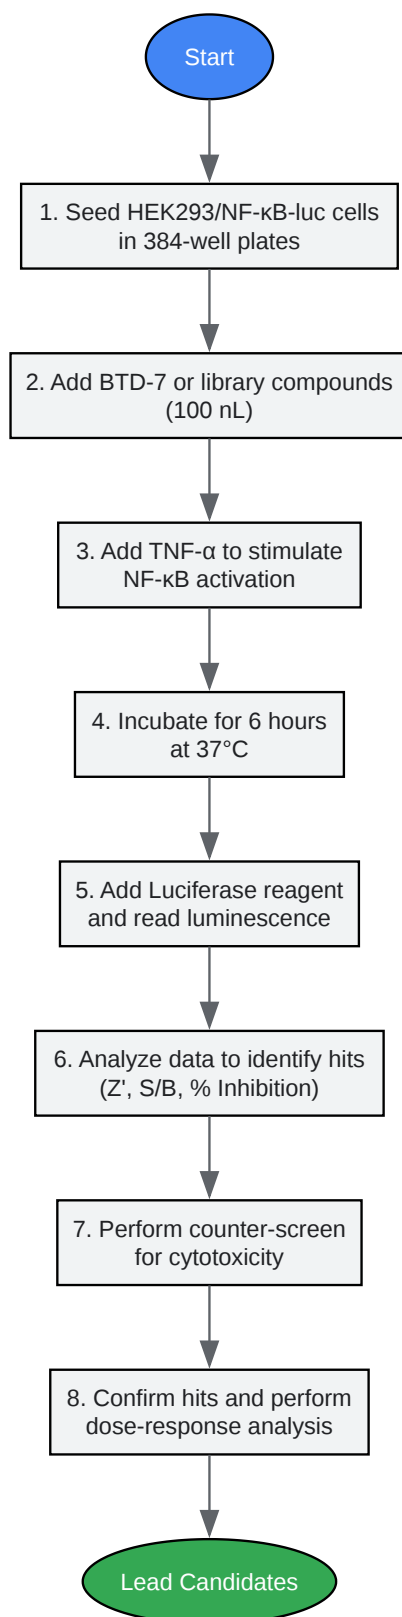 Start
1. Seed HEK293/NF-κB-luc cells
in 384-well plates
2. Add BTD-7 or library compounds
(100 nL)
3. Add TNF-α to stimulate
NF-κB activation
4. Incubate for 6 hours
at 37°C
5. Add Luciferase reagent
and read luminescence
6. Analyze data to identify hits
(Z', S/B, % Inhibition)
7. Perform counter-screen
for cytotoxicity
8. Confirm hits and perform
dose-response analysis
Lead Candidates